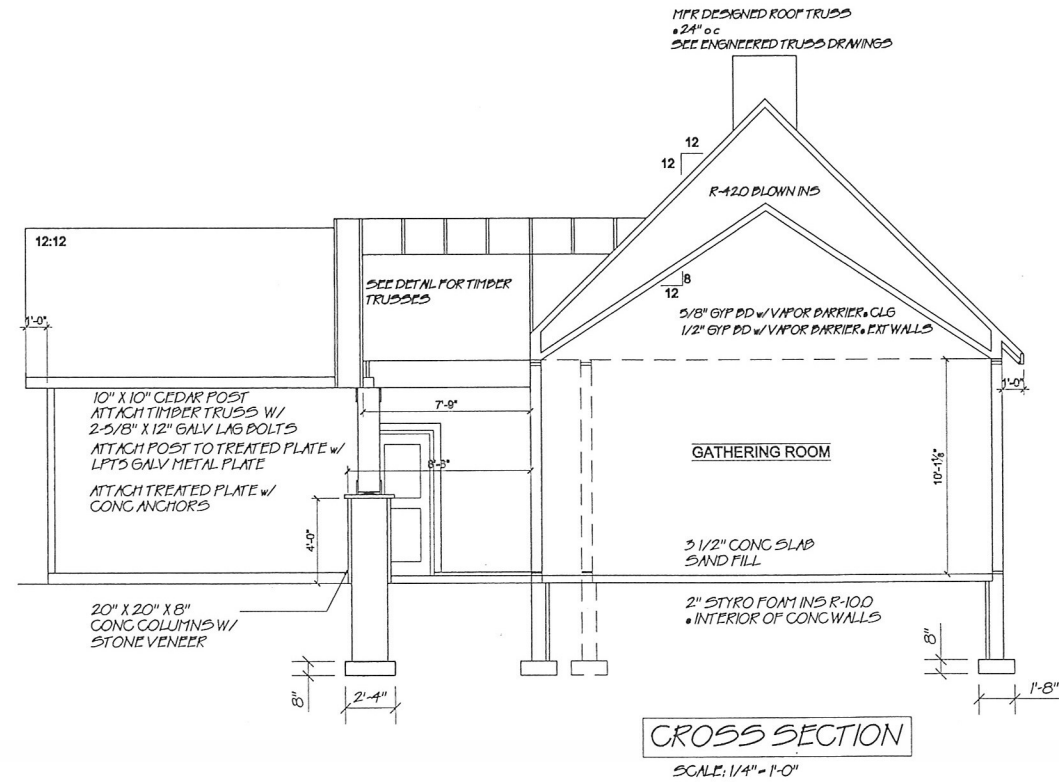 MFR DESIGNED ROOF TRUSS
• 24" o c
SEE ENGINEERED TRUSS DRAWINGS
12
12
R-42.0 BLOWN INS
12:12
SEE DETAIL FOR TIMBER
TRUSSES
8
12
5/8" GYP BD w/ VAPOR BARRIER • CLG
1/2" GYP BD w/ VAPOR BARRIER • EXT WALLS
1'-0"
1'-0"
10" X 10" CEDAR POST
ATTACH TIMBER TRUSS W/
2-5/8" X 12" GALV LAG BOLTS
ATTACH POST TO TREATED PLATE w/
LPTS GALV METAL PLATE
ATTACH TREATED PLATE w/
CONC ANCHORS
7'-9"
GATHERING ROOM
10'-1⅛"
4'-0"
3 1/2" CONC SLAB
SAND FILL
20" X 20" X 8"
CONC COLUMNS W/
STONE VENEER
2" STYRO FOAM INS R-10.0
• INTERIOR OF CONC WALLS
8"
8"
2'-4"
1'-8"
CROSS SECTION
SCALE: 1/4" = 1'-0"